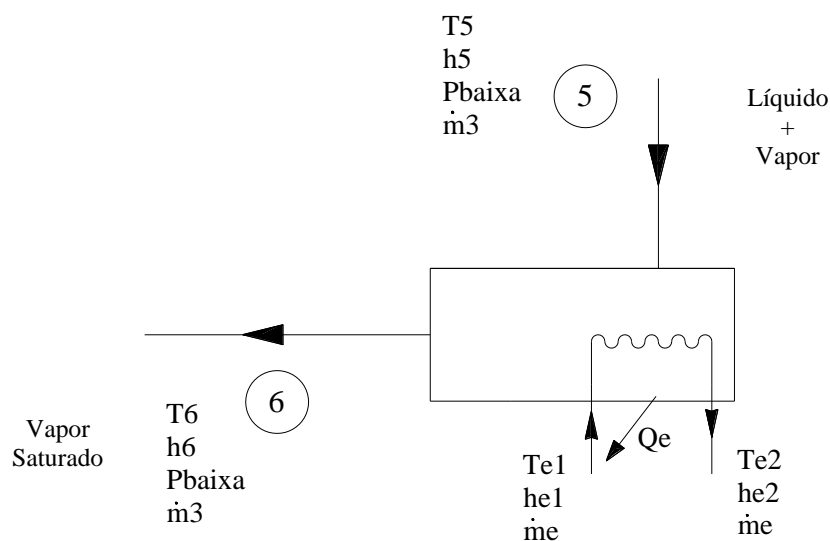 T5
h5
Pbaixa
ṁ3
5
Líquido
+
Vapor
6
Vapor
Saturado
T6
h6
Pbaixa
ṁ3
Qe
Te1
he1
ṁe
Te2
he2
ṁe